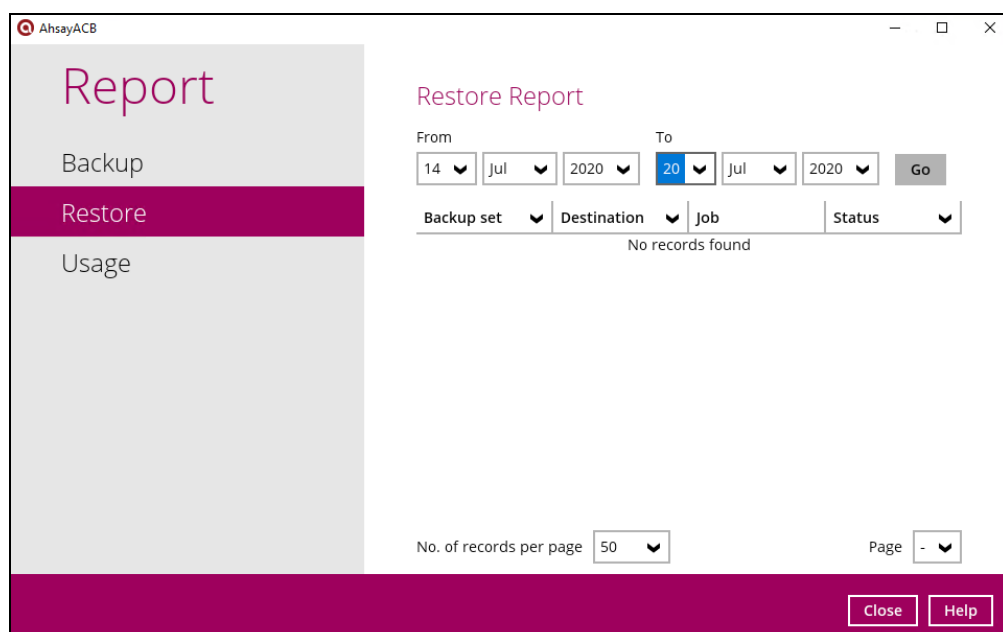 AhsayACB
Report
Backup
Restore
Usage
Restore Report
From To
14 Jul 2020 20 Jul 2020 Go
Backup set Destination Job Status
No records found
No. of records per page 50 Page -
Close Help